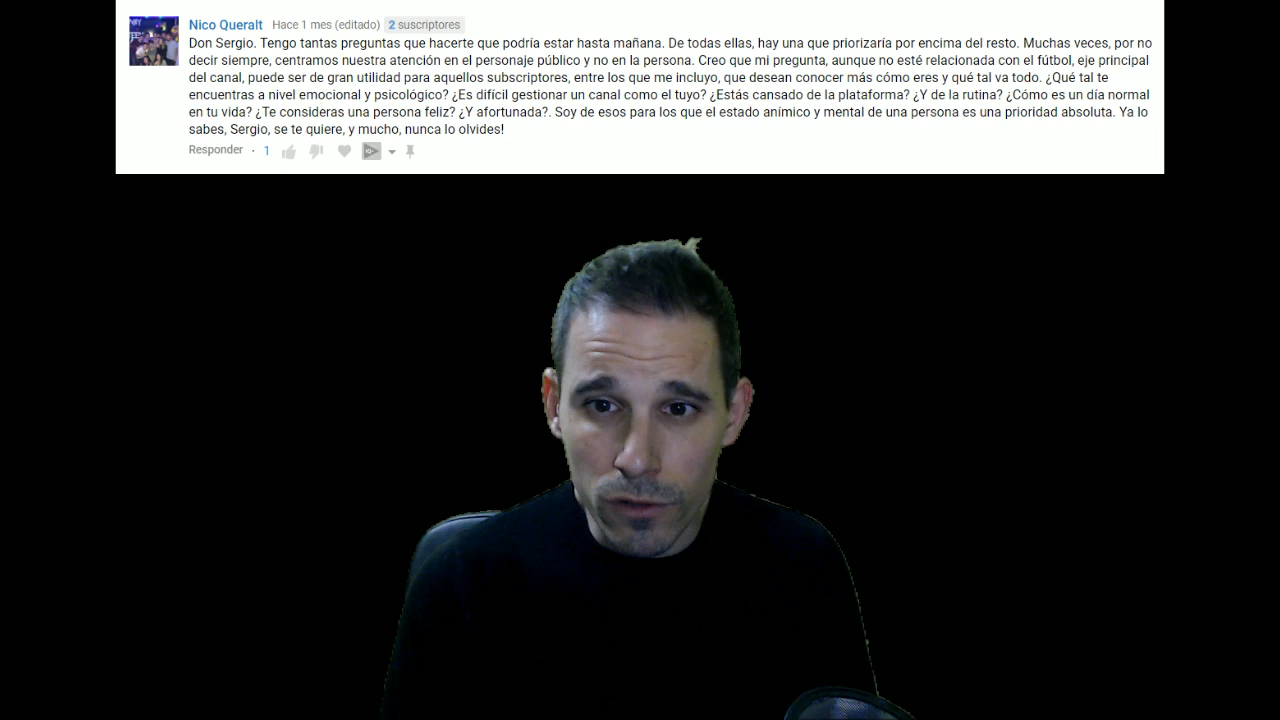 Nico Queralt Hace 1 mes (editado) 2 suscriptores
Don Sergio. Tengo tantas preguntas que hacerte que podría estar hasta mañana. De todas ellas, hay una que priorizaría por encima del resto. Muchas veces, por no
decir siempre, centramos nuestra atención en el personaje público y no en la persona. Creo que mi pregunta, aunque no esté relacionada con el fútbol, eje principal
del canal, puede ser de gran utilidad para aquellos subscriptores, entre los que me incluyo, que desean conocer más cómo eres y qué tal va todo. ¿Qué tal te
encuentras a nivel emocional y psicológico? ¿Es difícil gestionar un canal como el tuyo? ¿Estás cansado de la plataforma? ¿Y de la rutina? ¿Cómo es un día normal
en tu vida? ¿Te consideras una persona feliz? ¿Y afortunada?. Soy de esos para los que el estado anímico y mental de una persona es una prioridad absoluta. Ya lo
sabes, Sergio, se te quiere, y mucho, nunca lo olvides!
Responder · 1